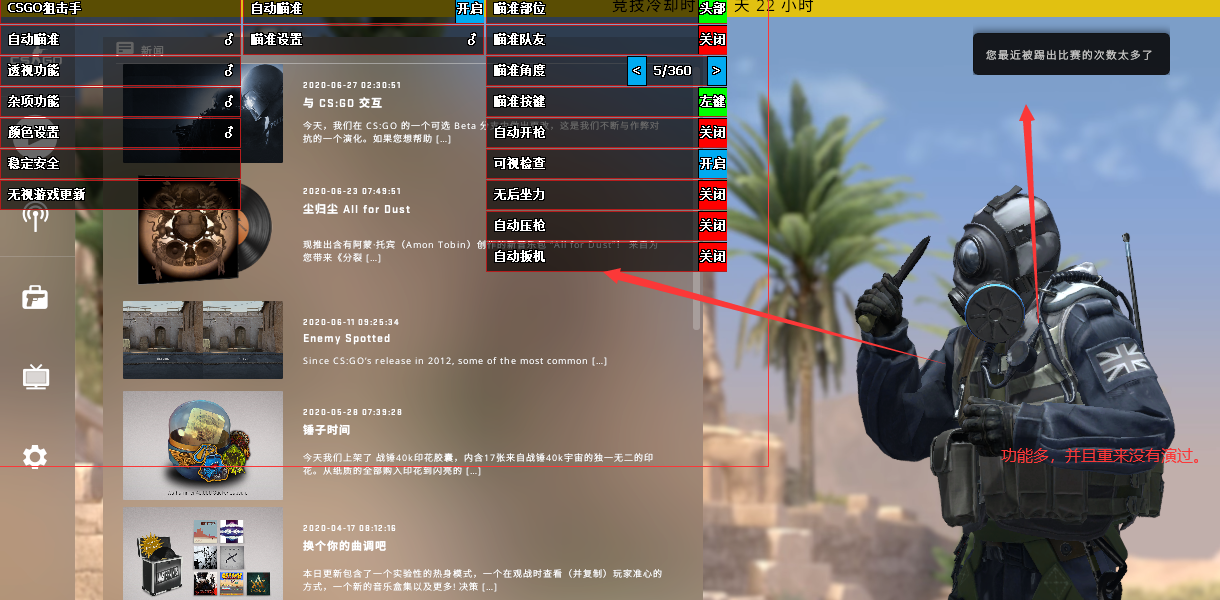 竞技冷却时 天 22 小时
CSGO狙击手
自动瞄准
透视功能
杂项功能
颜色设置
稳定安全
无视游戏更新
自动瞄准 开启
瞄准设置
瞄准部位 头部
瞄准队友 关闭
瞄准角度 < 5/360 >
瞄准按键 左键
自动开枪 关闭
可视检查 开启
无后坐力 关闭
自动压枪 关闭
自动扳机 关闭
新闻
2020-06-27 02:30:51
与 CS:GO 交互
今天，我们在 CS:GO 的一个可选 Beta 分支中做出更改，这是我们不断与作弊对
抗的一个演化。如果您想帮助 [...]
2020-06-23 07:49:51
尘归尘 All for Dust
现推出含有阿蒙·托宾（Amon Tobin）创作的新音乐包 "All for Dust"！ 来自为
您带来《分裂 [...]
2020-06-11 09:25:34
Enemy Spotted
Since CS:GO's release in 2012, some of the most common [...]
2020-05-28 07:39:28
锤子时间
今天我们上架了 战锤40k印花胶囊，内含17张来自战锤40k宇宙的独一无二的印
花。从纸质的全部购入印花到闪亮的 [...]
2020-04-17 08:12:16
换个你的曲调吧
本日更新包含了一个实验性的热身模式，一个在观战时查看（并复制）玩家准心的
方式，一个新的音乐盒集以及更多! 决策 [...]
您最近被踢出比赛的次数太多了
功能多，并且重来没有演过。